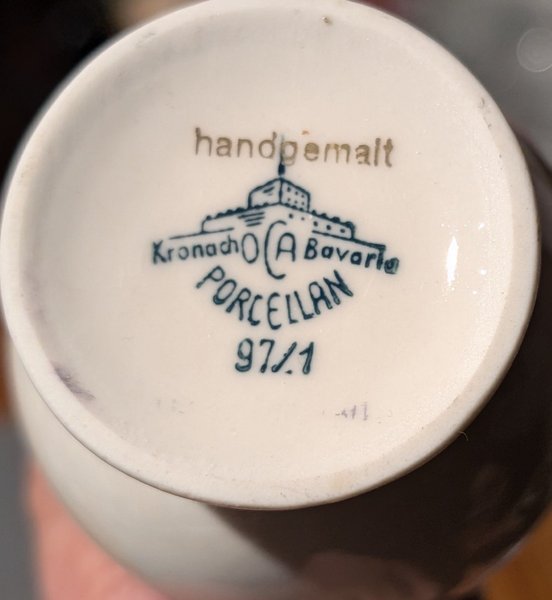 handgemalt
Kronach OCA Bavaria
PORCELLAN
97/1